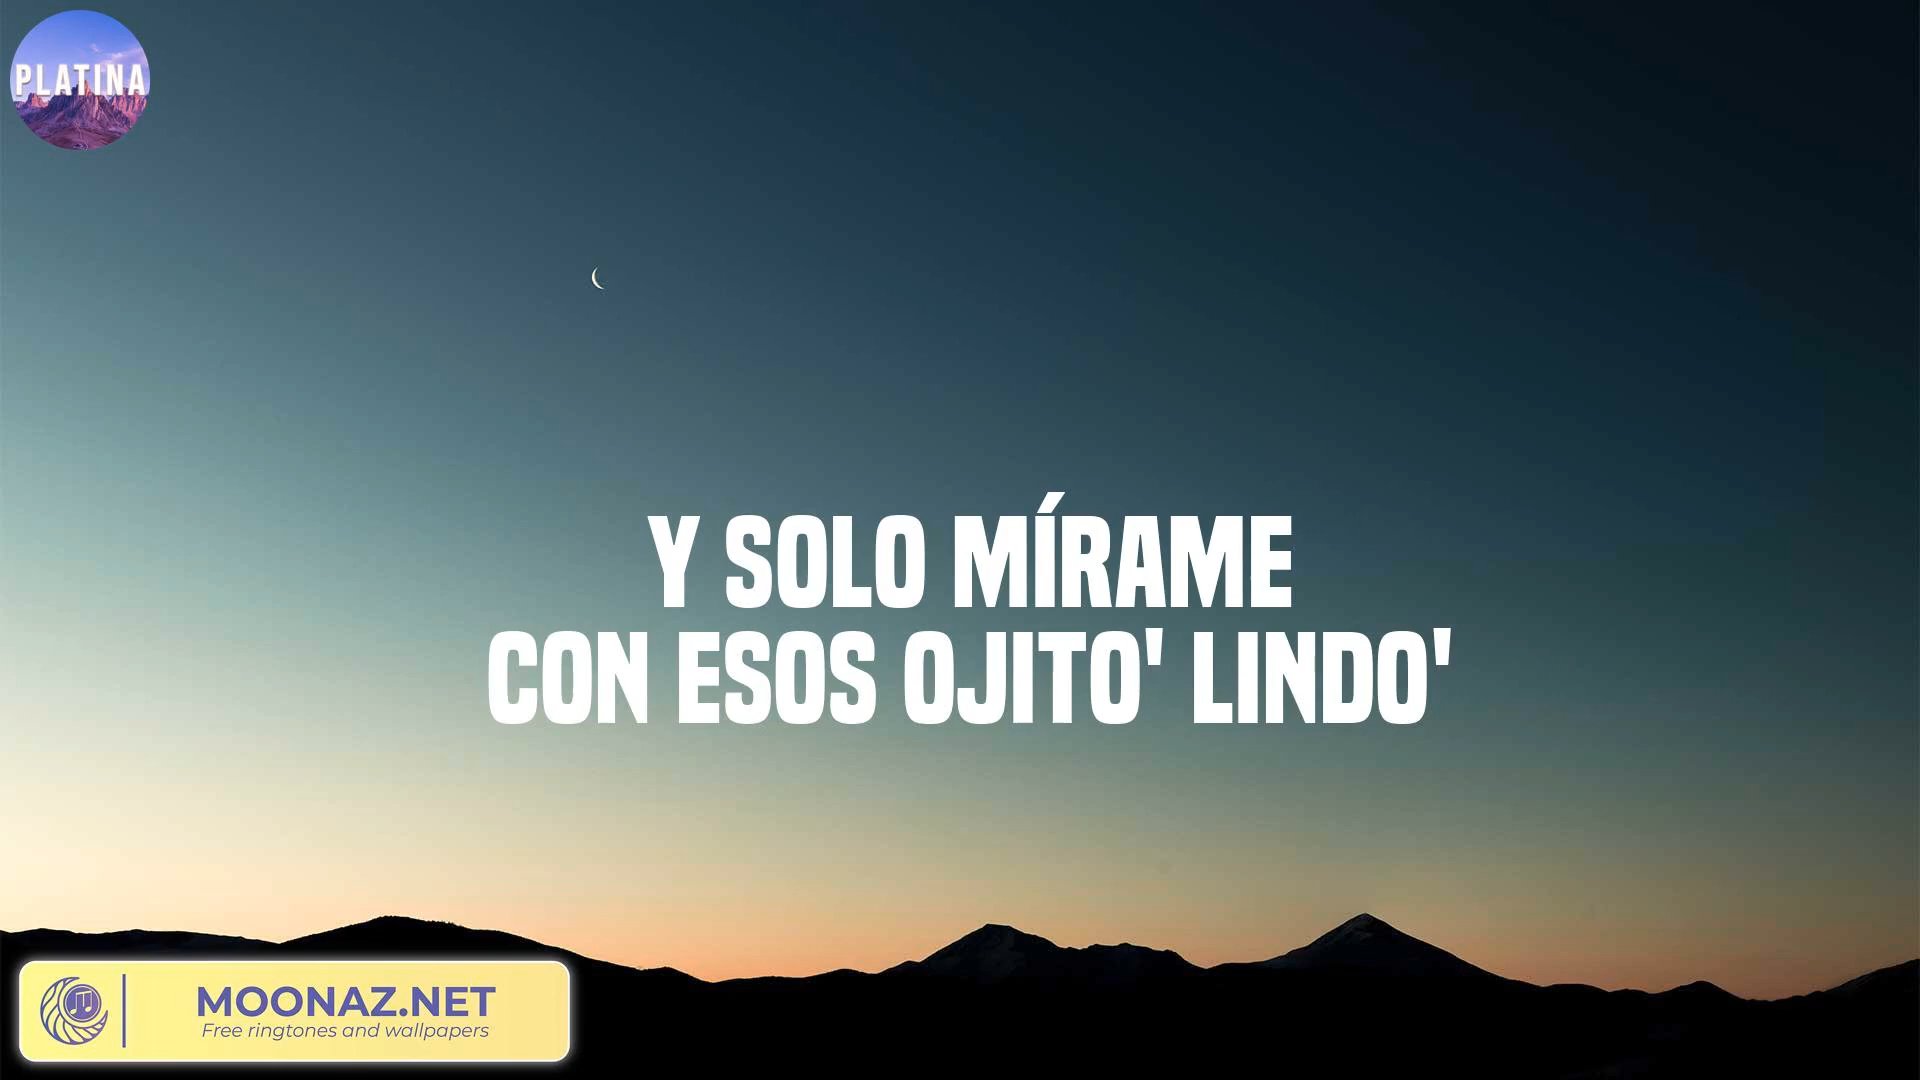 PLATINA
Y SOLO MÍRAME
CON ESOS OJITO' LINDO'
MOONAZ.NET
Free ringtones and wallpapers